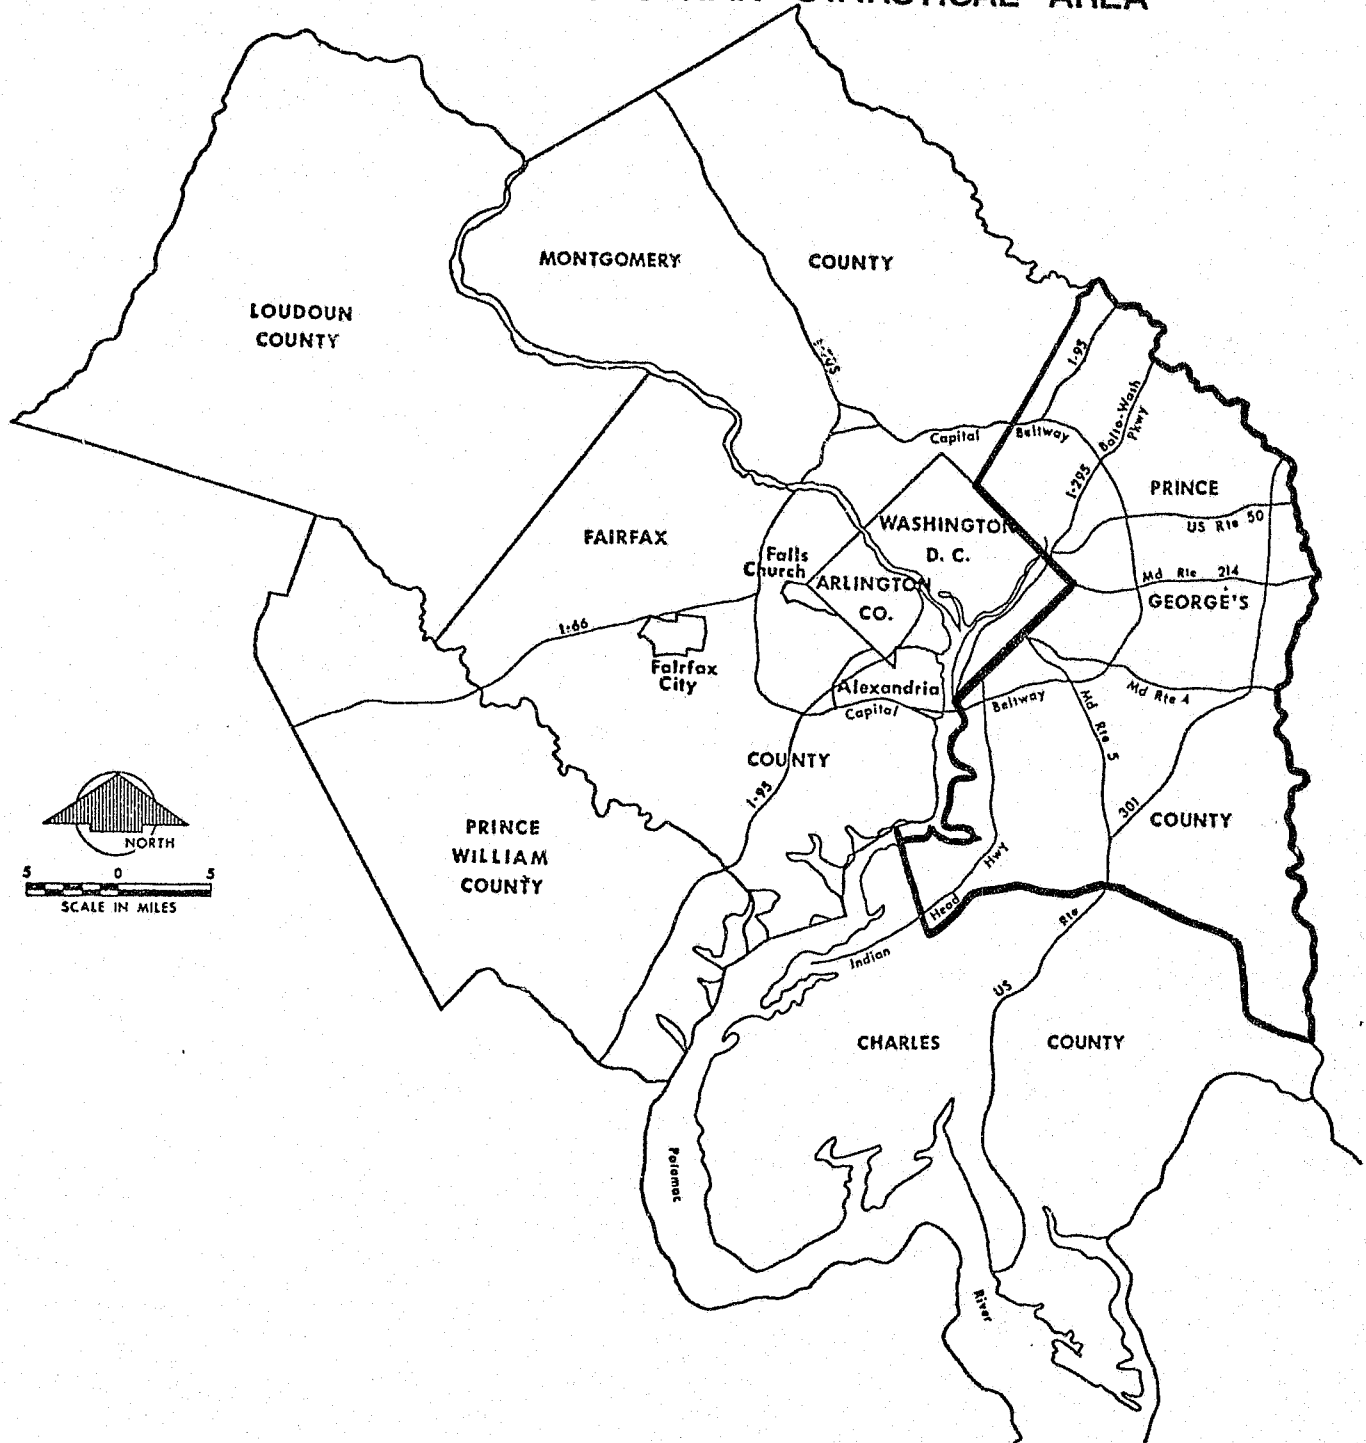 STATISTICAL AREA
MONTGOMERY COUNTY
LOUDOUN
COUNTY
I-95
Balto-Wash
Pkwy
Capital Beltway
I-295
PRINCE
US Rte 50
WASHINGTON
D. C.
FAIRFAX
Falls
Church
ARLINGTON
CO.
Md Rte 214
GEORGE'S
I-66
Fairfax
City
Alexandria
Capital
Beltway
Md Rte 4
Md Rte 5
COUNTY
I-95
301
COUNTY
PRINCE
WILLIAM
COUNTY
NORTH
5 0 5
SCALE IN MILES
Indian Head Hwy
US Rte
CHARLES COUNTY
Potomac
River